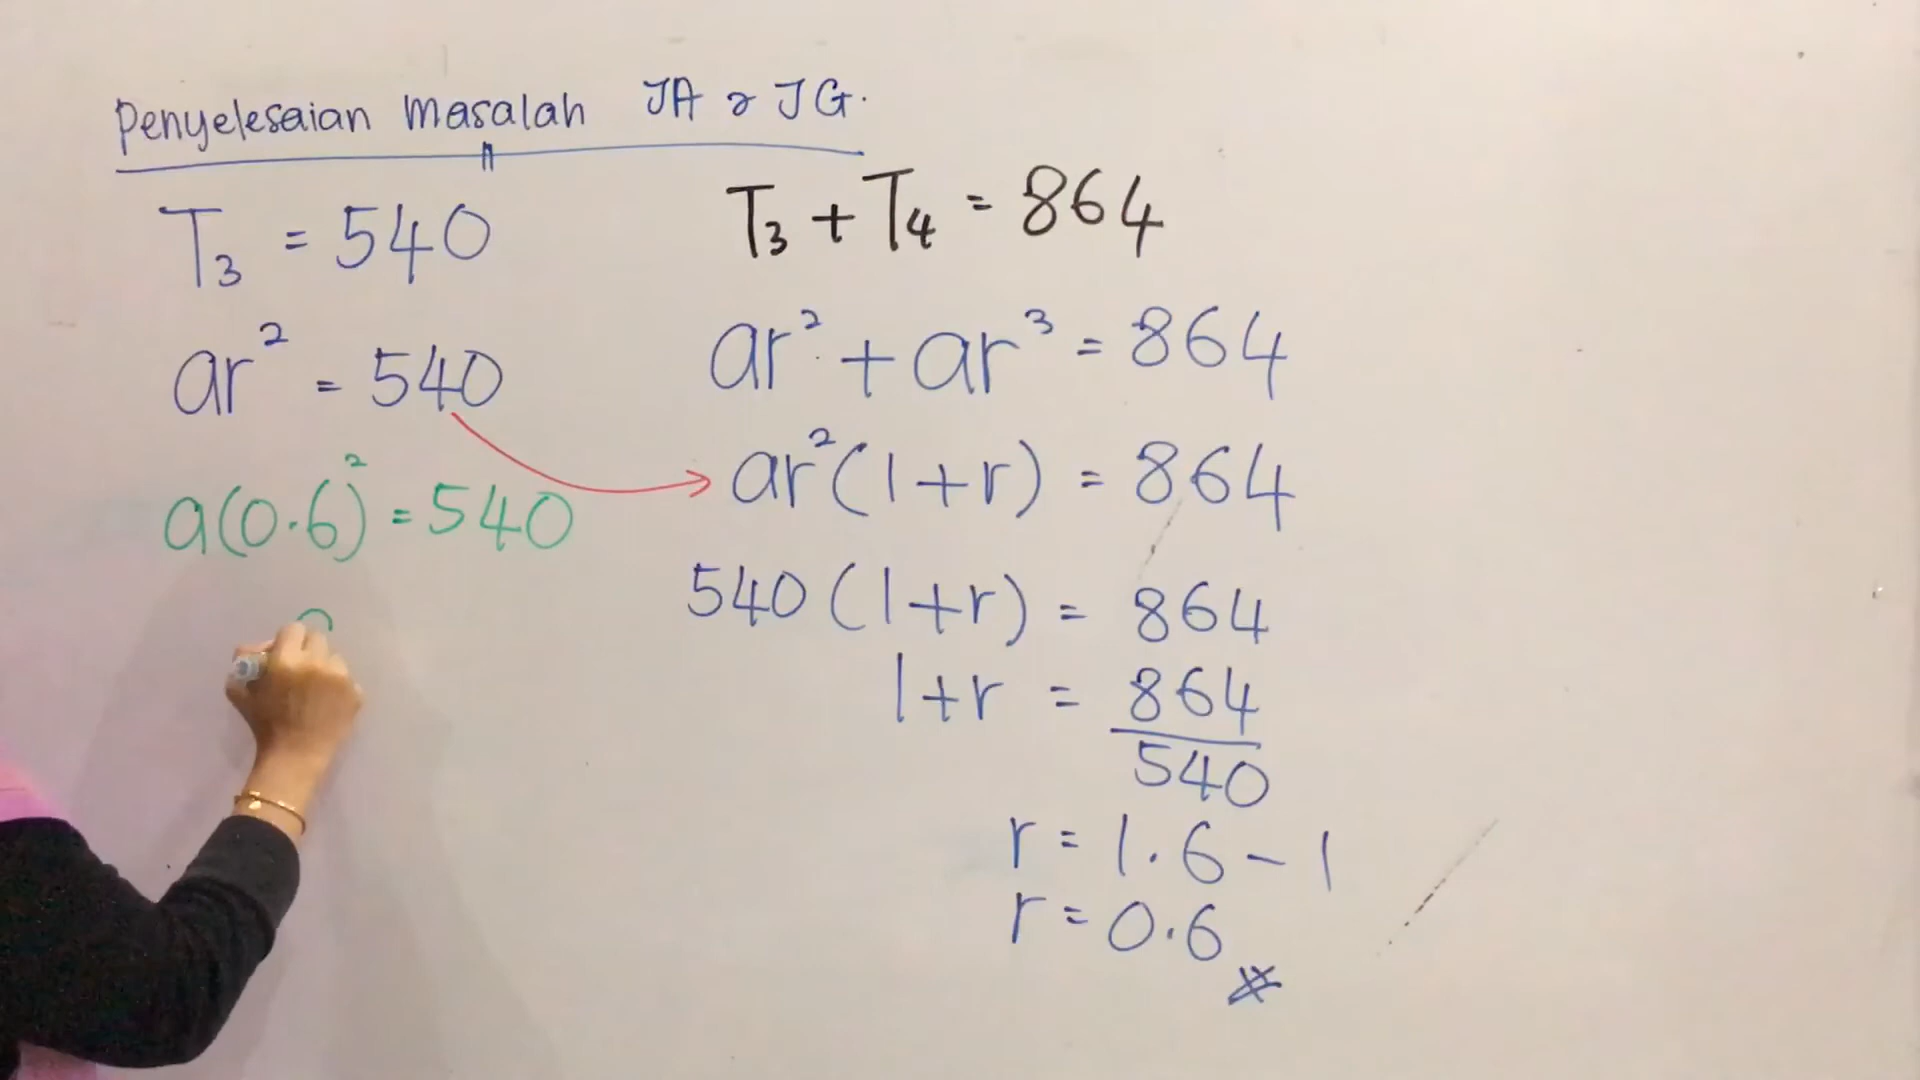 Penyelesaian Masalah JA & JG.
T₃ = 540
ar² = 540
a(0.6)² = 540
T₃ + T₄ = 864
ar² + ar³ = 864
ar²(1+r) = 864
540(1+r) = 864
1+r = 864/540
r = 1.6 - 1
r = 0.6